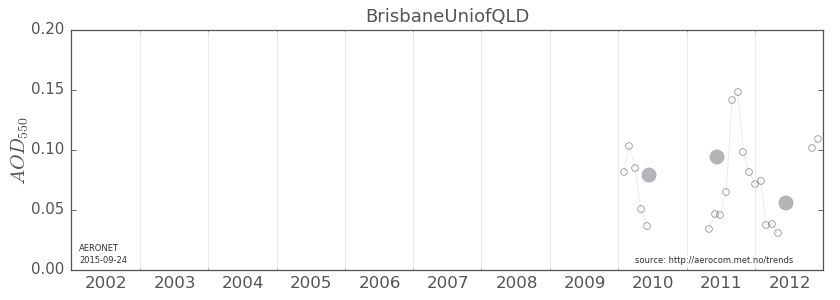 BrisbaneUniofQLD
0.20
0.15
0.10
0.05
0.00
AOD550
AERONET
2015-09-24
source: http://aerocom.met.no/trends
2002 2003 2004 2005 2006 2007 2008 2009 2010 2011 2012